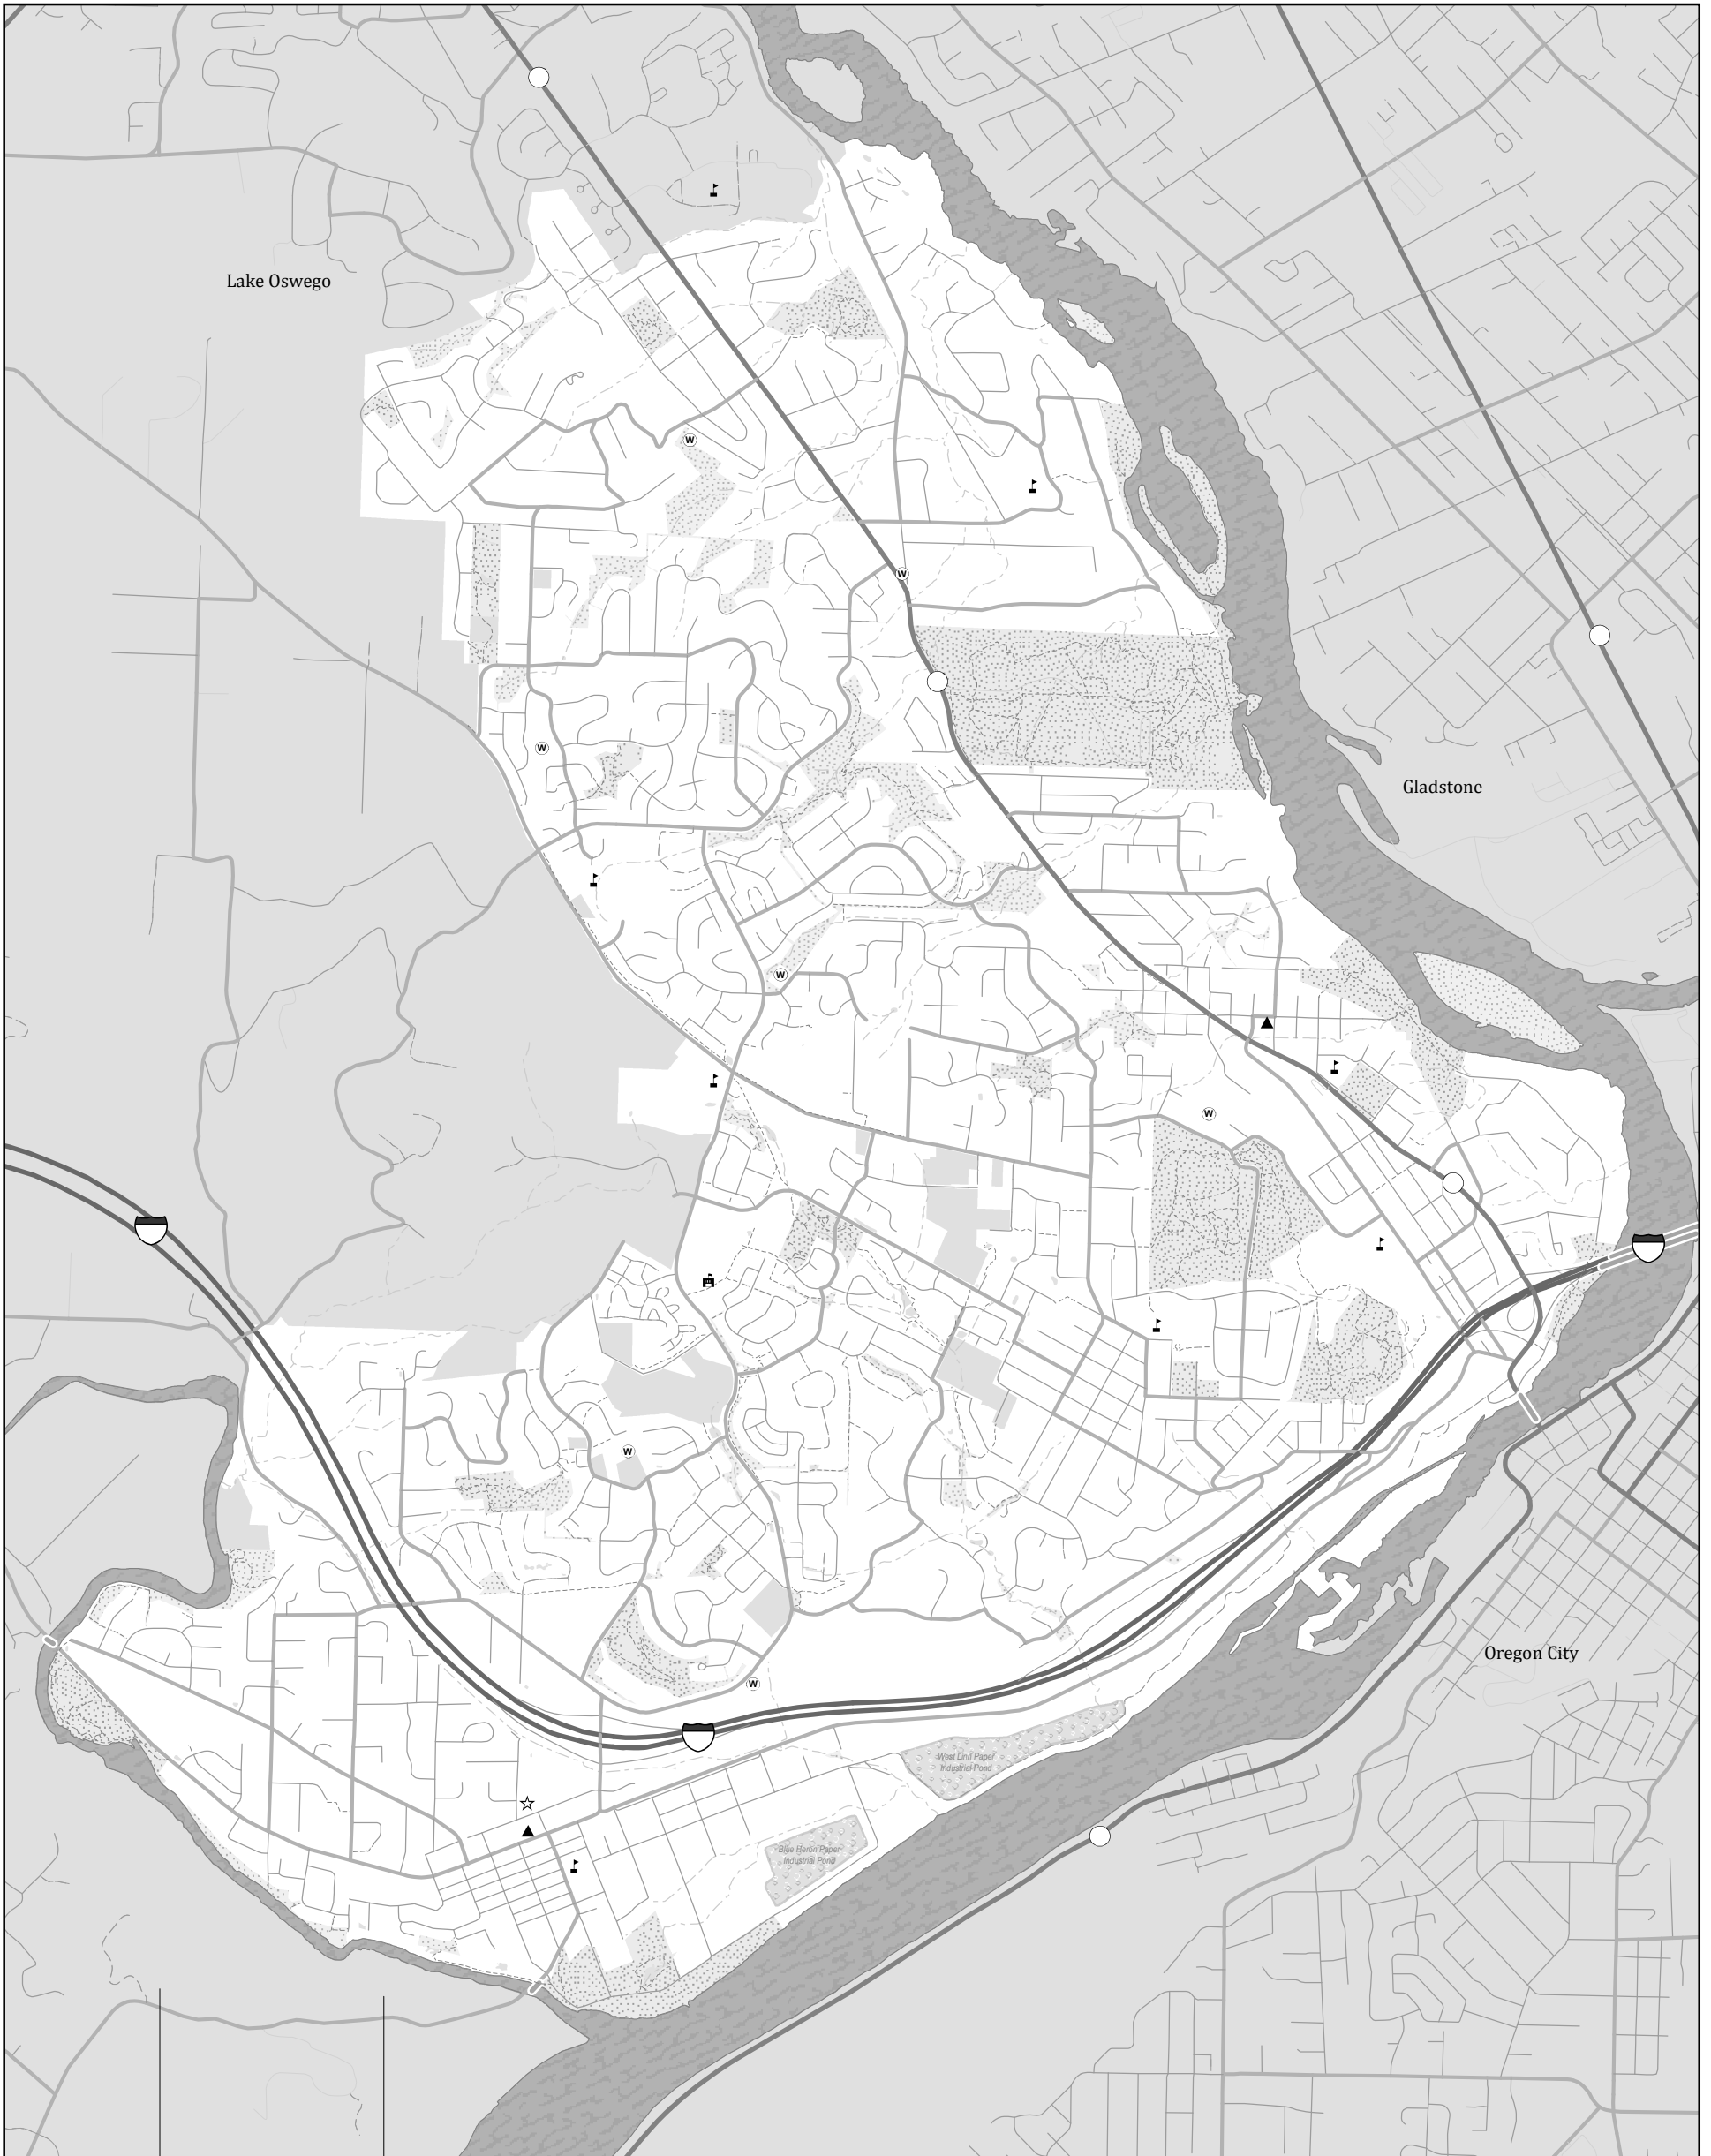 Lake Oswego
W
W
W
Gladstone
W
W
W
Oregon City
W
West Linn Paper
Industrial Pond
Blue Heron Paper
Industrial Pond